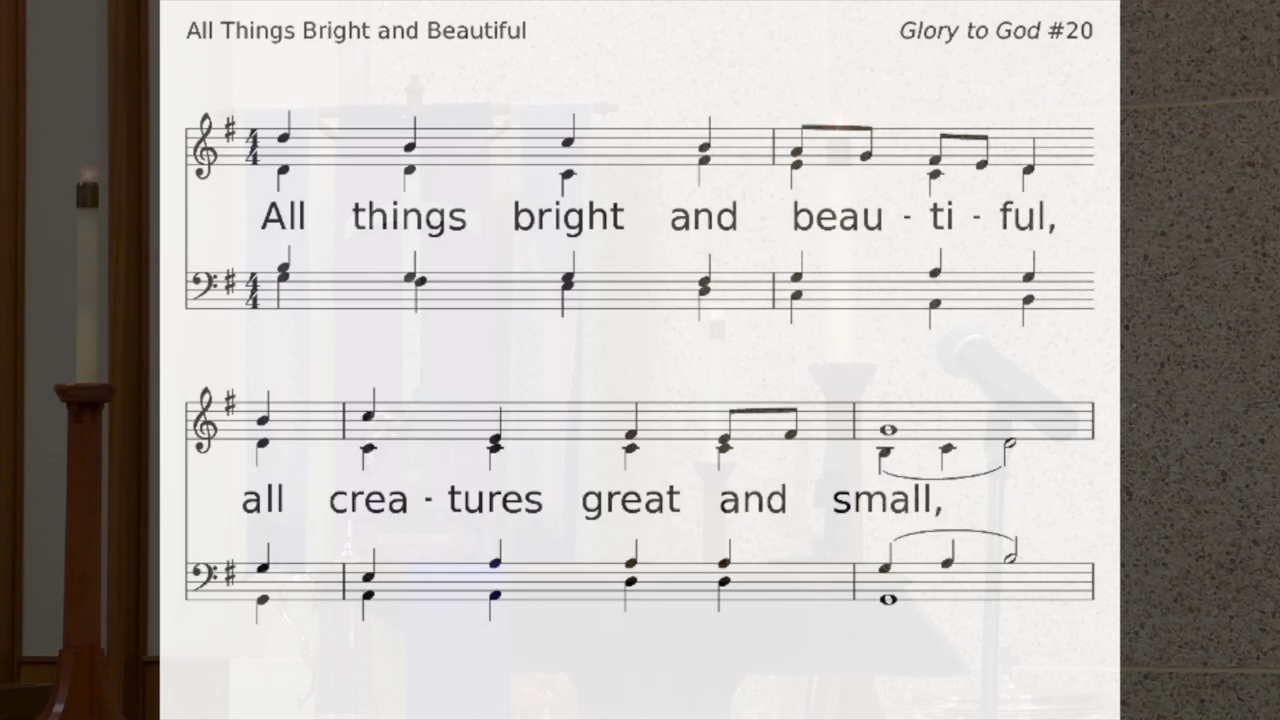 All Things Bright and Beautiful
Glory to God #20
All things bright and beau - ti - ful,
all crea - tures great and small,